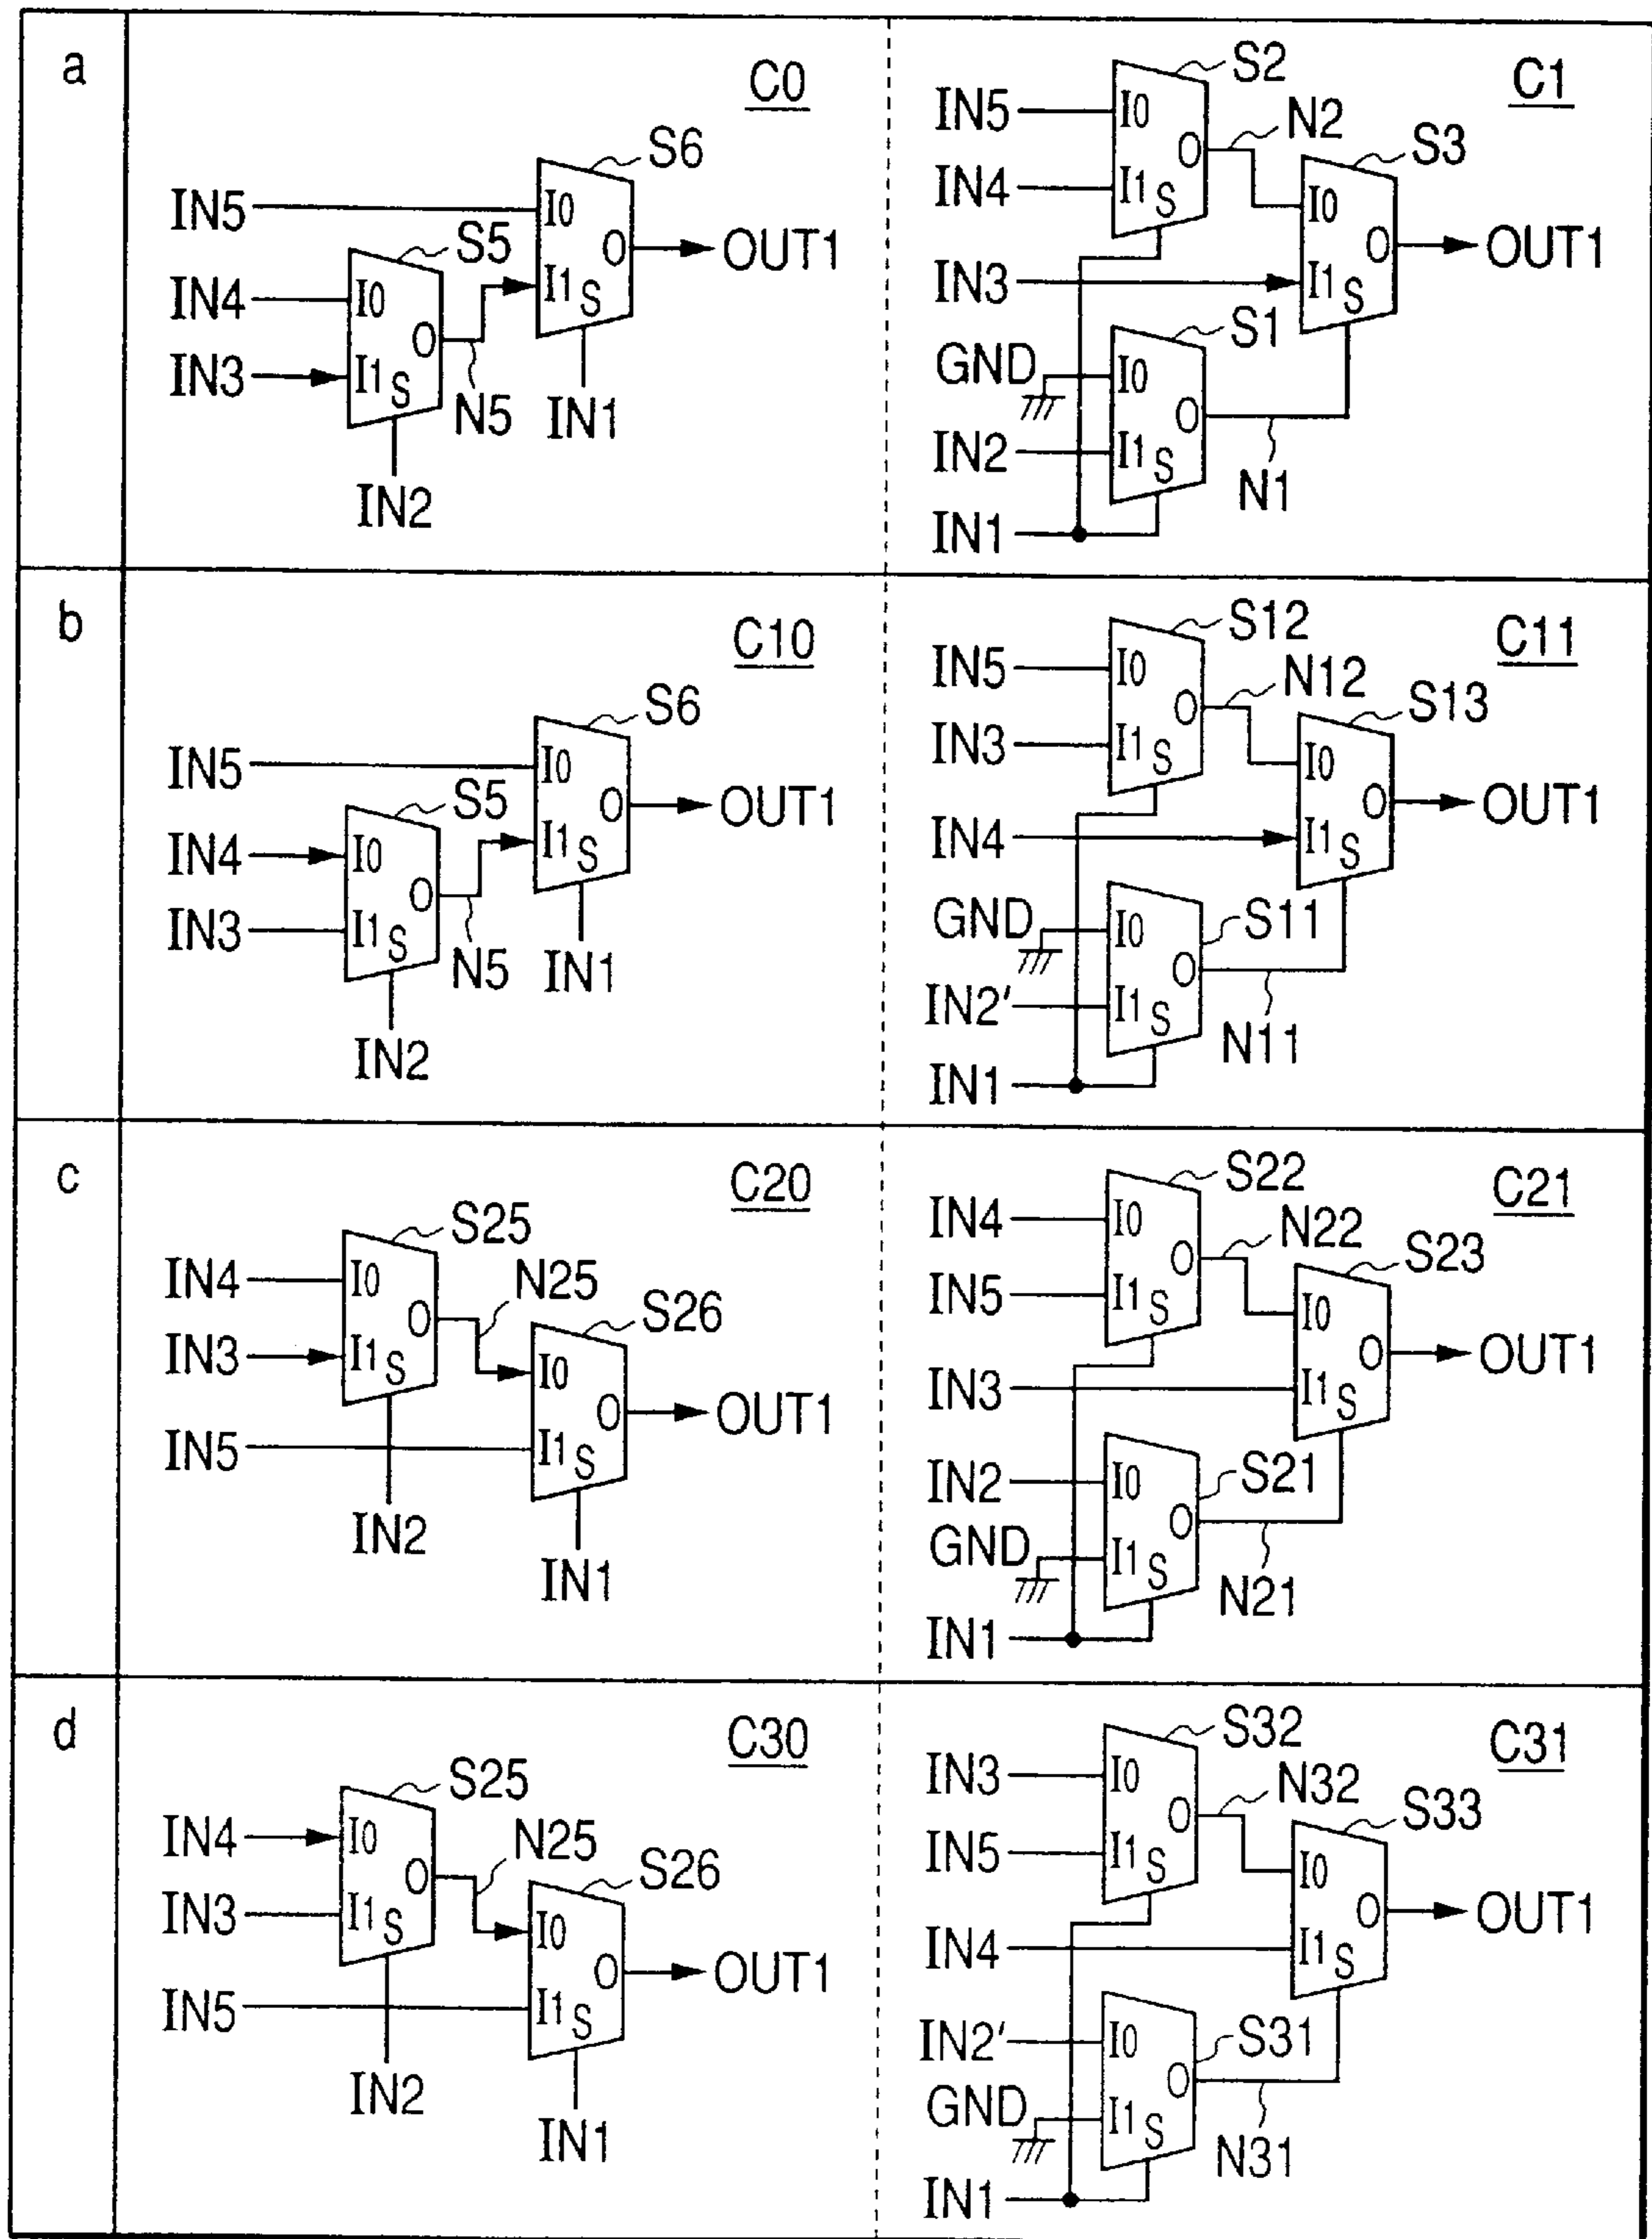 a
C0
S6
IN5
I0
O
OUT1
S5
IN4
I0
I1 S
O
IN3
I1 S
N5
IN1
IN2
C1
S2
IN5
I0
N2
O
S3
IN4
I1 S
I0
O
OUT1
IN3
I1 S
S1
GND
I0
O
IN2
I1 S
N1
IN1
b
C10
S6
IN5
I0
O
OUT1
S5
IN4
I0
I1 S
O
IN3
I1 S
N5
IN1
IN2
C11
S12
IN5
I0
N12
O
S13
IN3
I1 S
I0
O
OUT1
IN4
I1 S
GND
I0
S11
O
IN2'
I1 S
N11
IN1
c
C20
S25
IN4
I0
N25
O
S26
IN3
I1 S
I0
O
OUT1
IN5
I1 S
IN2
IN1
C21
S22
IN4
I0
N22
O
S23
IN5
I1 S
I0
O
OUT1
IN3
I1 S
IN2
I0
S21
O
GND
I1 S
N21
IN1
d
C30
S25
IN4
I0
N25
O
S26
IN3
I1 S
I0
O
OUT1
IN5
I1 S
IN2
IN1
C31
S32
IN3
I0
N32
O
S33
IN5
I1 S
I0
O
OUT1
IN4
I1 S
IN2'
I0
S31
O
GND
I1 S
N31
IN1